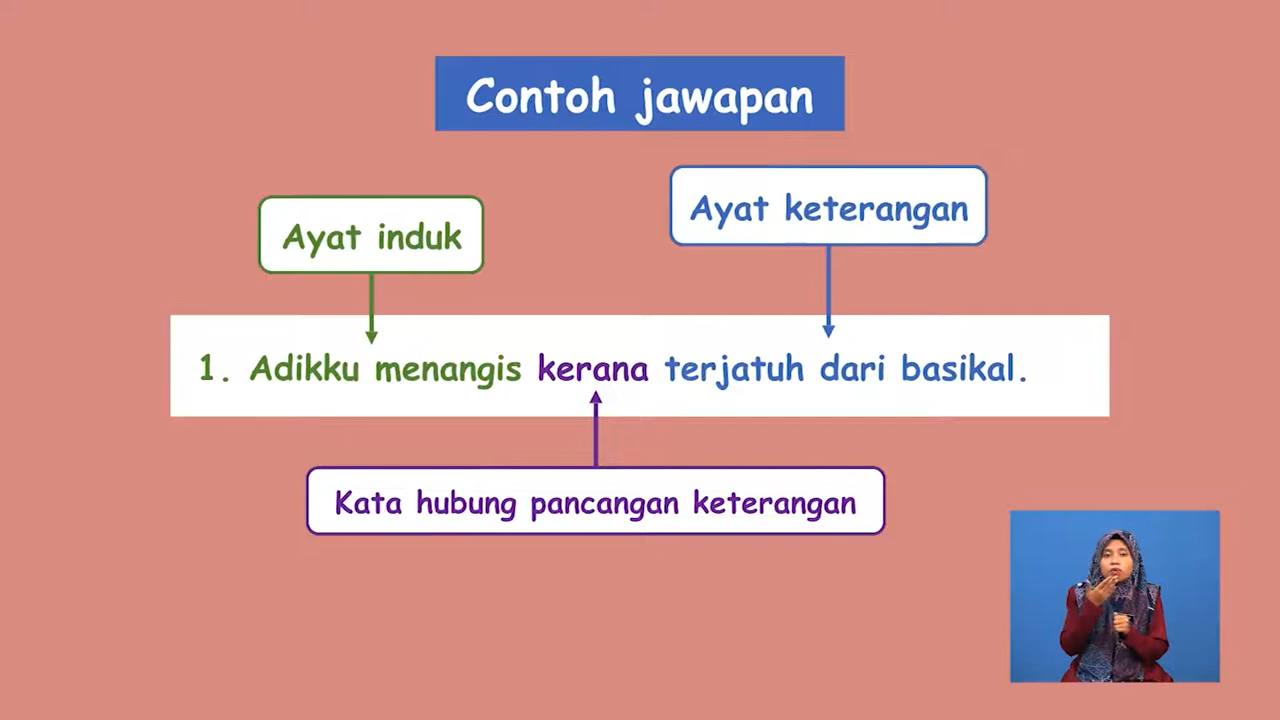 Contoh jawapan
Ayat induk
Ayat keterangan
1. Adikku menangis kerana terjatuh dari basikal.
Kata hubung pancangan keterangan